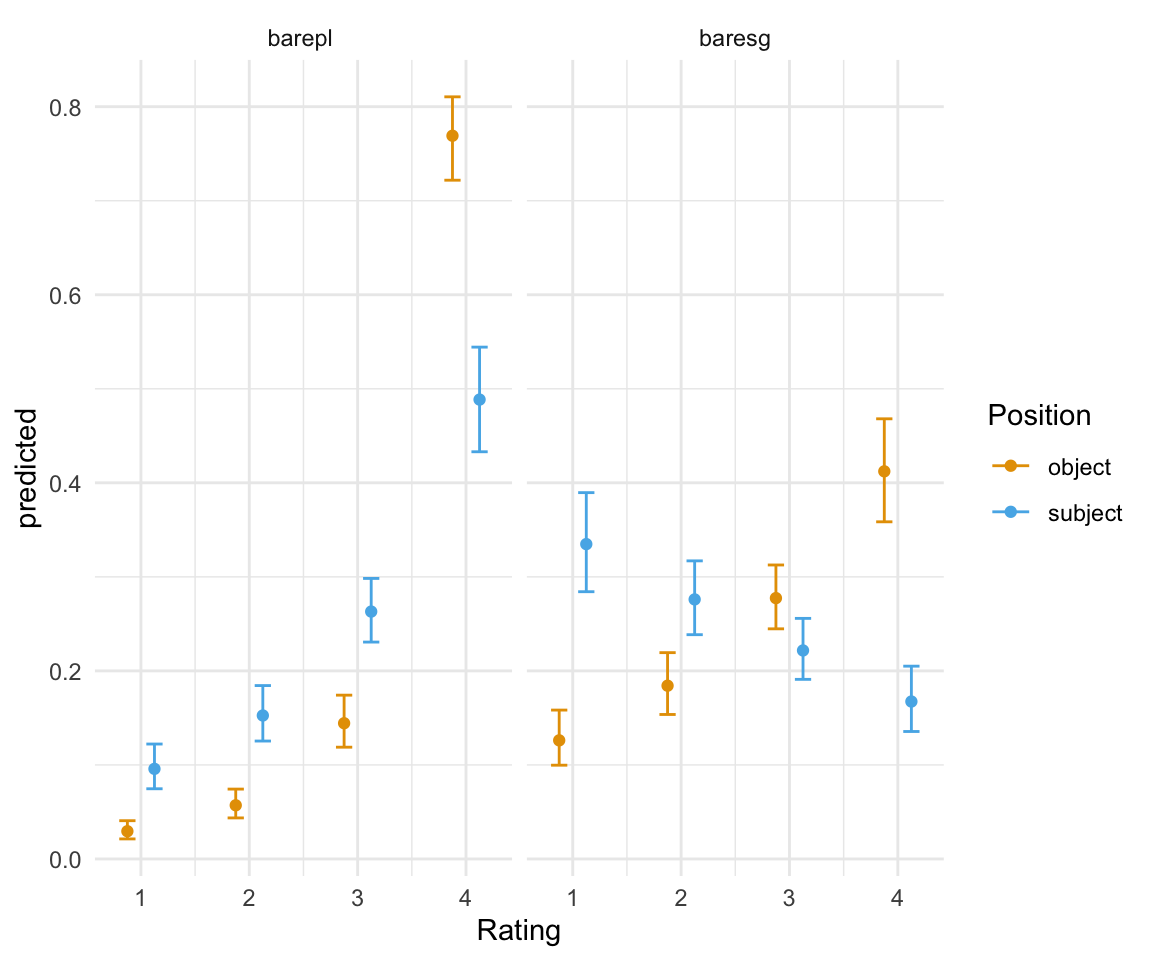 barepl baresg
0.8
0.6
0.4
0.2
0.0
predicted
1 2 3 4 1 2 3 4
Rating
Position
object
subject